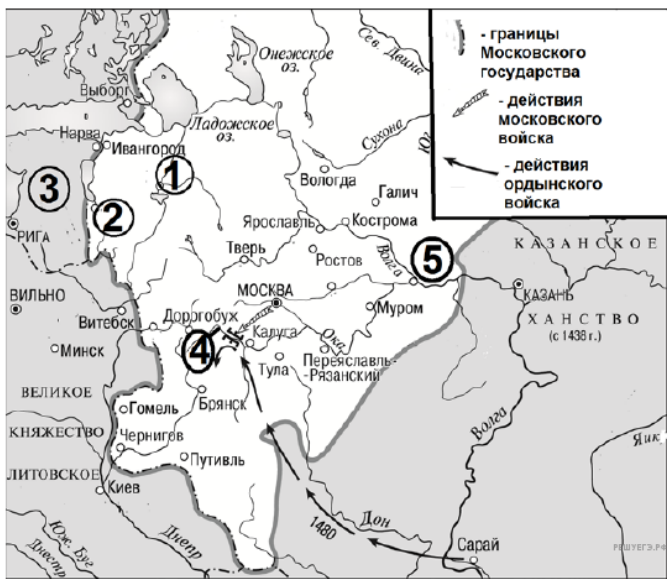 - границы
Московского
государства
- действия
московского
войска
- действия
ордынского
войска
Онежское
оз.
Сев. Двина
Выборг
Ладожское
оз.
Сухона
Юг
Нарва
Ивангород
1
3
2
Вологда
Галич
Ярославль
Кострома
5
КАЗАНСКОЕ
РИГА
Тверь
Ростов
Волга
ВИЛЬНО
МОСКВА
КАЗАНЬ
Витебск
Дорогобуж
Муром
ХАНСТВО
(с 1438 г.)
4
Калуга
Ока
Минск
Тула
Переяславль-
-Рязанский
ВЕЛИКОЕ
Брянск
Гомель
КНЯЖЕСТВО
Чернигов
Волга
Яик
Путивль
ЛИТОВСКОЕ
Киев
Дон
1480
Днепр
Юж. Буг
Днестр
Сарай
РЕШУЕГЭ.РФ